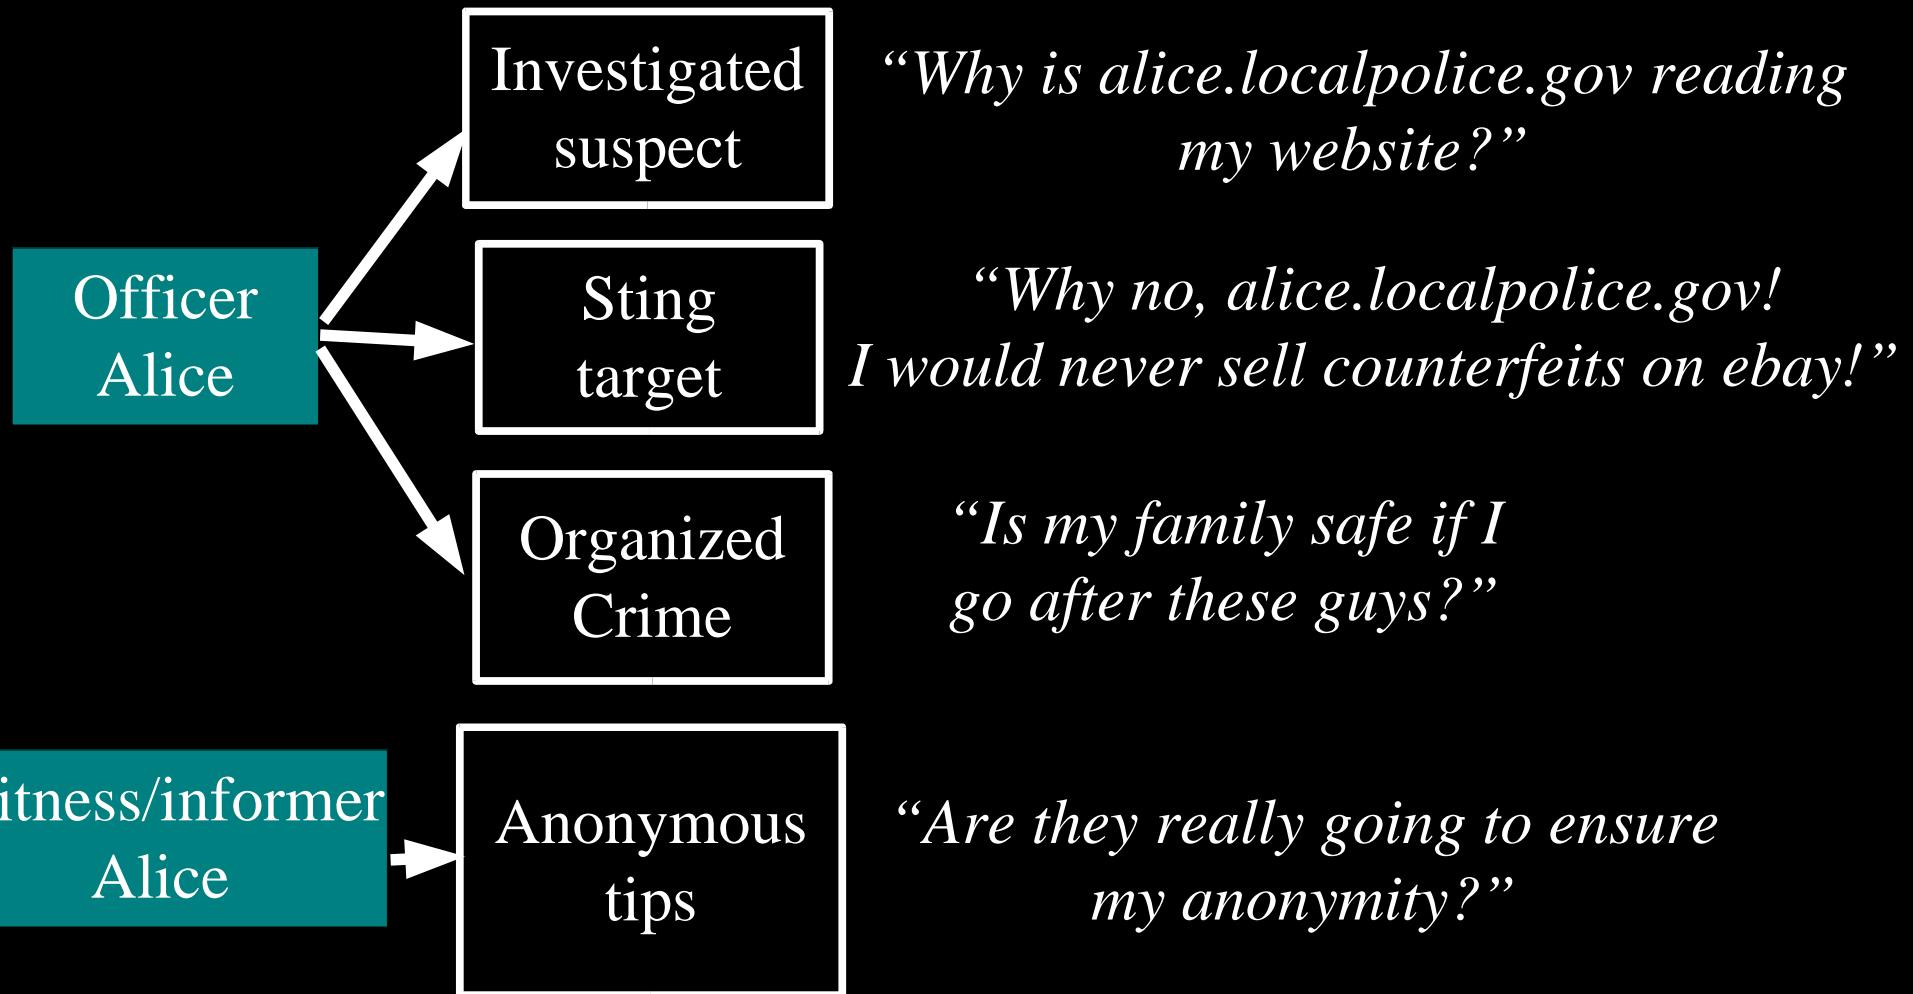 Investigated
suspect
“Why is alice.localpolice.gov reading
my website?”
Officer
Alice
Sting
target
“Why no, alice.localpolice.gov!
I would never sell counterfeits on ebay!”
Organized
Crime
“Is my family safe if I
go after these guys?”
itness/informer
Alice
Anonymous
tips
“Are they really going to ensure
my anonymity?”